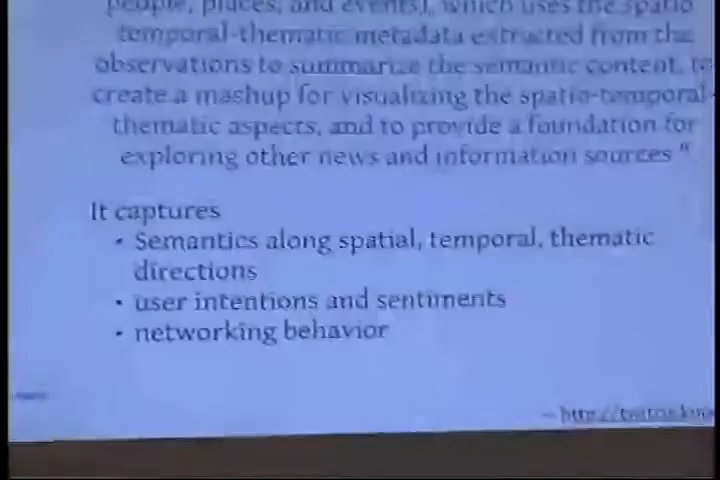 people, places, and events), which uses the spatio
temporal-thematic metadata extracted from the
observations to summarize the semantic content, to
create a mashup for visualizing the spatio-temporal-
thematic aspects, and to provide a foundation for
exploring other news and information sources "
It captures
• Semantics along spatial, temporal, thematic
directions
• user intentions and sentiments
• networking behavior